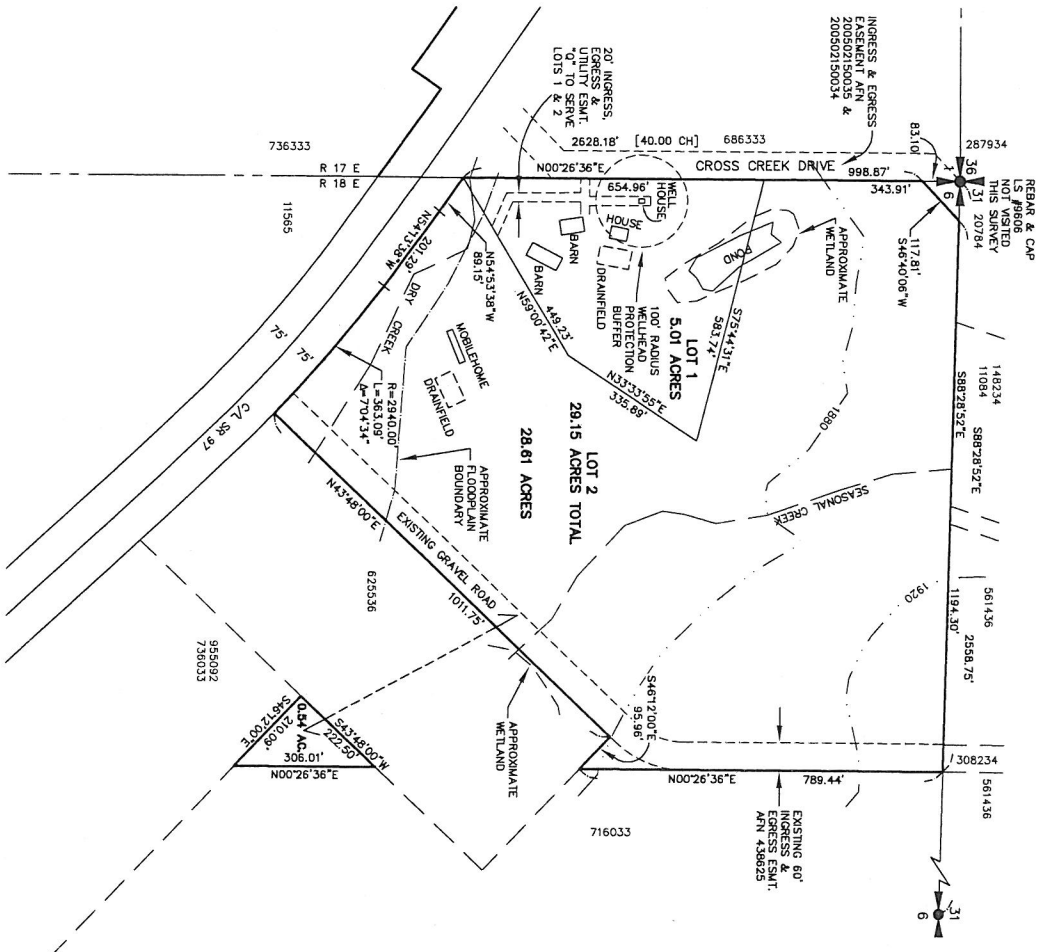 REBAR & CAP
LS #9606
NOT VISITED
THIS SURVEY
287934
36
31
6
20784
83.10'
INGRESS & EGRESS
EASEMENT AFN
200502150035 &
200502150034
686333
[40.00 CH]
2628.18'
CROSS CREEK DRIVE
998.87'
343.91'
N00°26'36"E
654.96'
117.81'
S46°40'06"W
20' INGRESS,
EGRESS &
UTILITY ESMT.
"Q" TO SERVE
LOTS 1 & 2
736333
R 17 E
R 18 E
11565
WELL
HOUSE
HOUSE
BARN
BARN
DRAINFIELD
POND
APPROXIMATE
WETLAND
100' RADIUS
WELLHEAD
PROTECTION
BUFFER
LOT 1
5.01 ACRES
S75°44'31"E
583.74'
N33°33'55"E
335.89'
449.23'
N59°00'42"E
N54°53'38"W
89.15'
N54°13'38"W
201.29'
DRY
CREEK
MOBILEHOME
DRAINFIELD
R=2940.00'
L=363.09'
Δ=7°04'34"
75'
75'
C/L SR 97
APPROXIMATE
FLOODPLAIN
BOUNDARY
LOT 2
29.15 ACRES TOTAL
28.61 ACRES
1880
SEASONAL CREEK
1920
148234
11084
S88°28'52"E
S88°28'52"E
561436
2558.75'
1194.30'
308234
561436
N43°48'00"E
EXISTING GRAVEL ROAD
1011.75'
625536
S46°12'00"E
95.96'
APPROXIMATE
WETLAND
N00°26'36"E
789.44'
EXISTING 60'
INGRESS &
EGRESS ESMT.
AFN 438625
716033
955092
736033
S43°48'00"W
222.50'
0.54 AC.
210.09'
S46°12'00"E
306.01'
N00°26'36"E
31
6